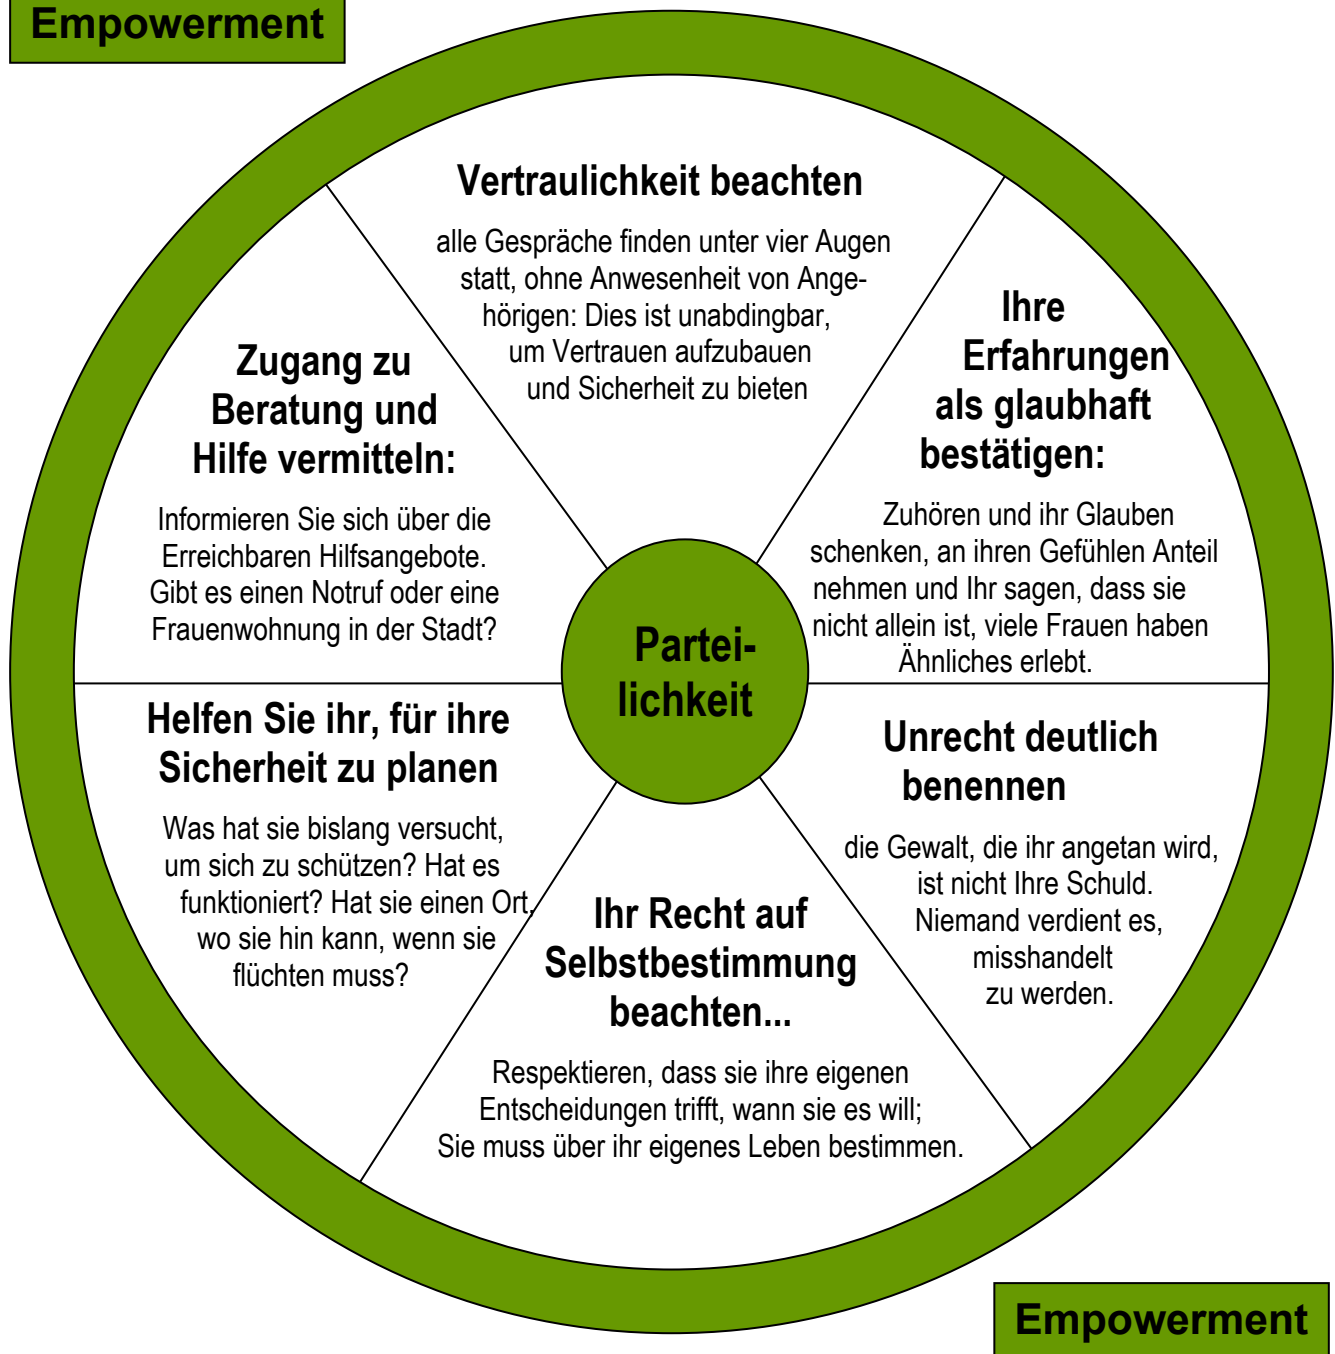 Empowerment
Vertraulichkeit beachten
alle Gespräche finden unter vier Augen
statt, ohne Anwesenheit von Ange-
hörigen: Dies ist unabdingbar,
um Vertrauen aufzubauen
und Sicherheit zu bieten
Ihre
Erfahrungen
als glaubhaft
bestätigen:
Zuhören und ihr Glauben
schenken, an ihren Gefühlen Anteil
nehmen und Ihr sagen, dass sie
nicht allein ist, viele Frauen haben
Ähnliches erlebt.
Unrecht deutlich
benennen
die Gewalt, die ihr angetan wird,
ist nicht Ihre Schuld.
Niemand verdient es,
misshandelt
zu werden.
Ihr Recht auf
Selbstbestimmung
beachten...
Respektieren, dass sie ihre eigenen
Entscheidungen trifft, wann sie es will;
Sie muss über ihr eigenes Leben bestimmen.
Helfen Sie ihr, für ihre
Sicherheit zu planen
Was hat sie bislang versucht,
um sich zu schützen? Hat es
funktioniert? Hat sie einen Ort,
wo sie hin kann, wenn sie
flüchten muss?
Zugang zu
Beratung und
Hilfe vermitteln:
Informieren Sie sich über die
Erreichbaren Hilfsangebote.
Gibt es einen Notruf oder eine
Frauenwohnung in der Stadt?
Partei-
lichkeit
Empowerment